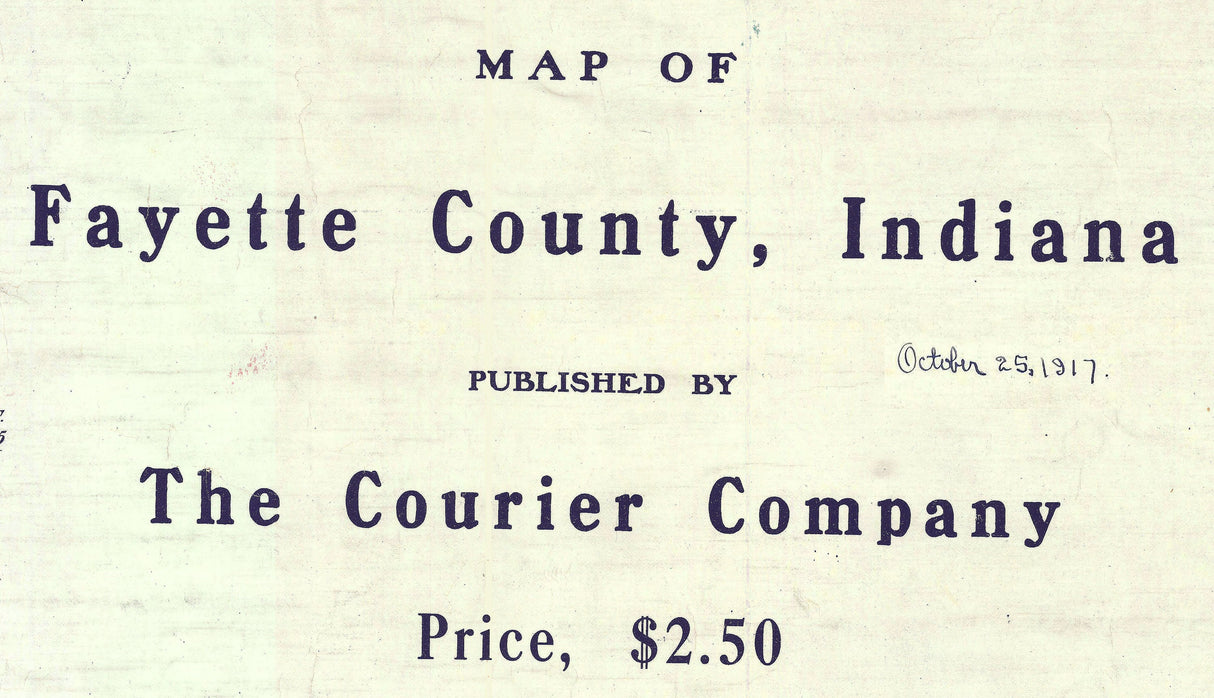 MAP OF
Fayette County, Indiana
October 25, 1917.
PUBLISHED BY
The Courier Company
Price, $2.50